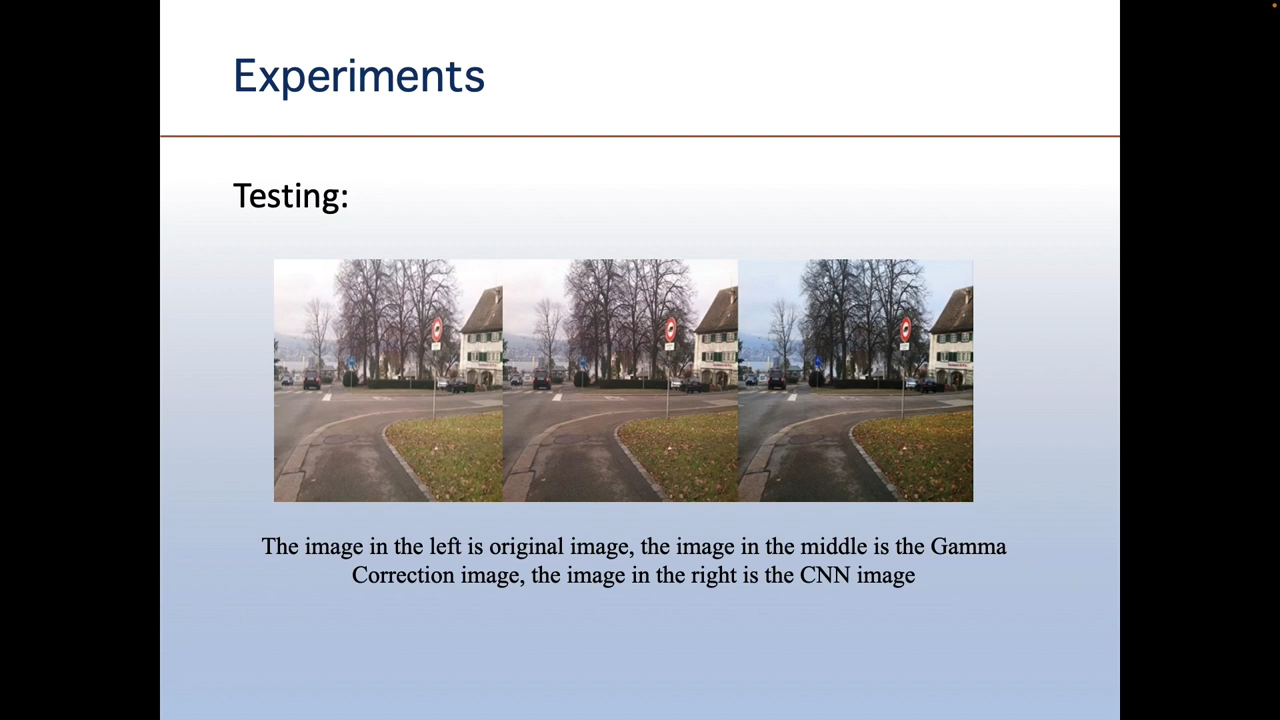 Experiments
Testing:
The image in the left is original image, the image in the middle is the Gamma
Correction image, the image in the right is the CNN image